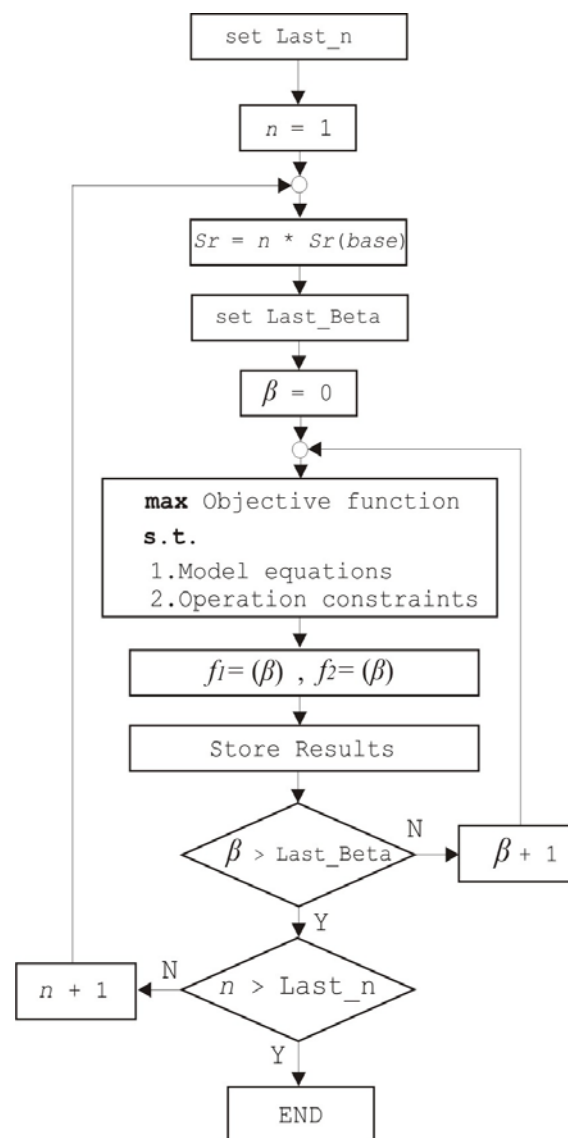 set Last_n
n = 1
Sr = n * Sr(base)
set Last_Beta
β = 0
max Objective function
s.t.
1.Model equations
2.Operation constraints
f1= (β) , f2= (β)
Store Results
β > Last_Beta
N
β + 1
Y
n > Last_n
N
n + 1
Y
END